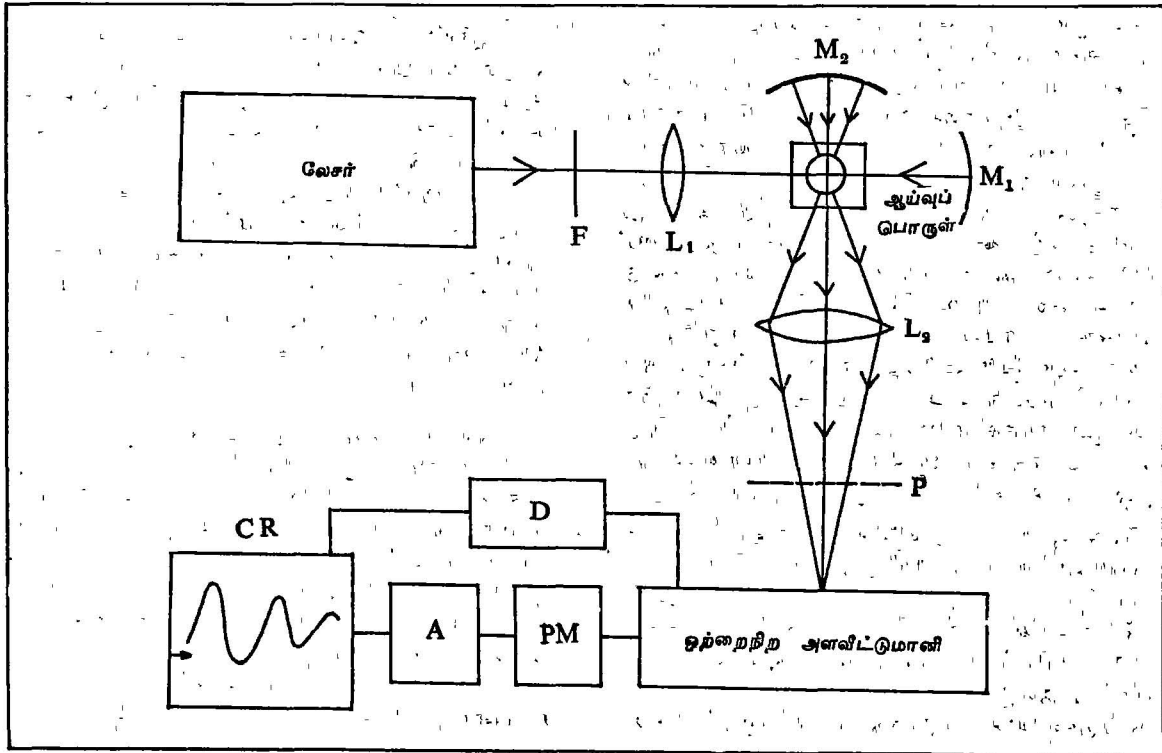 M₂
லேசர்
M₁
ஆய்வுப்
பொருள்
F
L₁
L₂
P
D
CR
A
PM
ஒற்றைநிற அளவிட்டுமானி